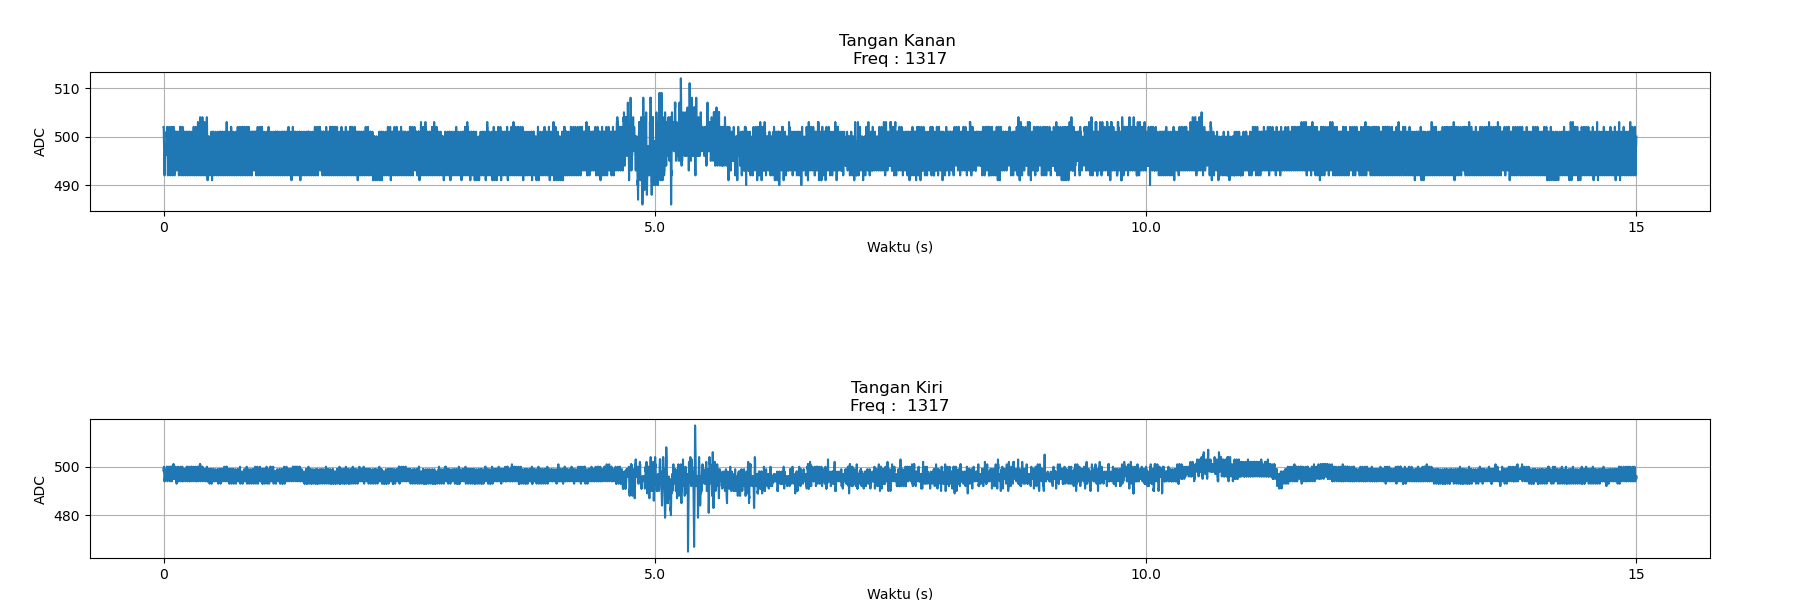 Tangan Kanan
Freq : 1317
510
500
490
ADC
0 5.0 10.0 15
Waktu (s)
Tangan Kiri
Freq :  1317
500
480
ADC
0 5.0 10.0 15
Waktu (s)